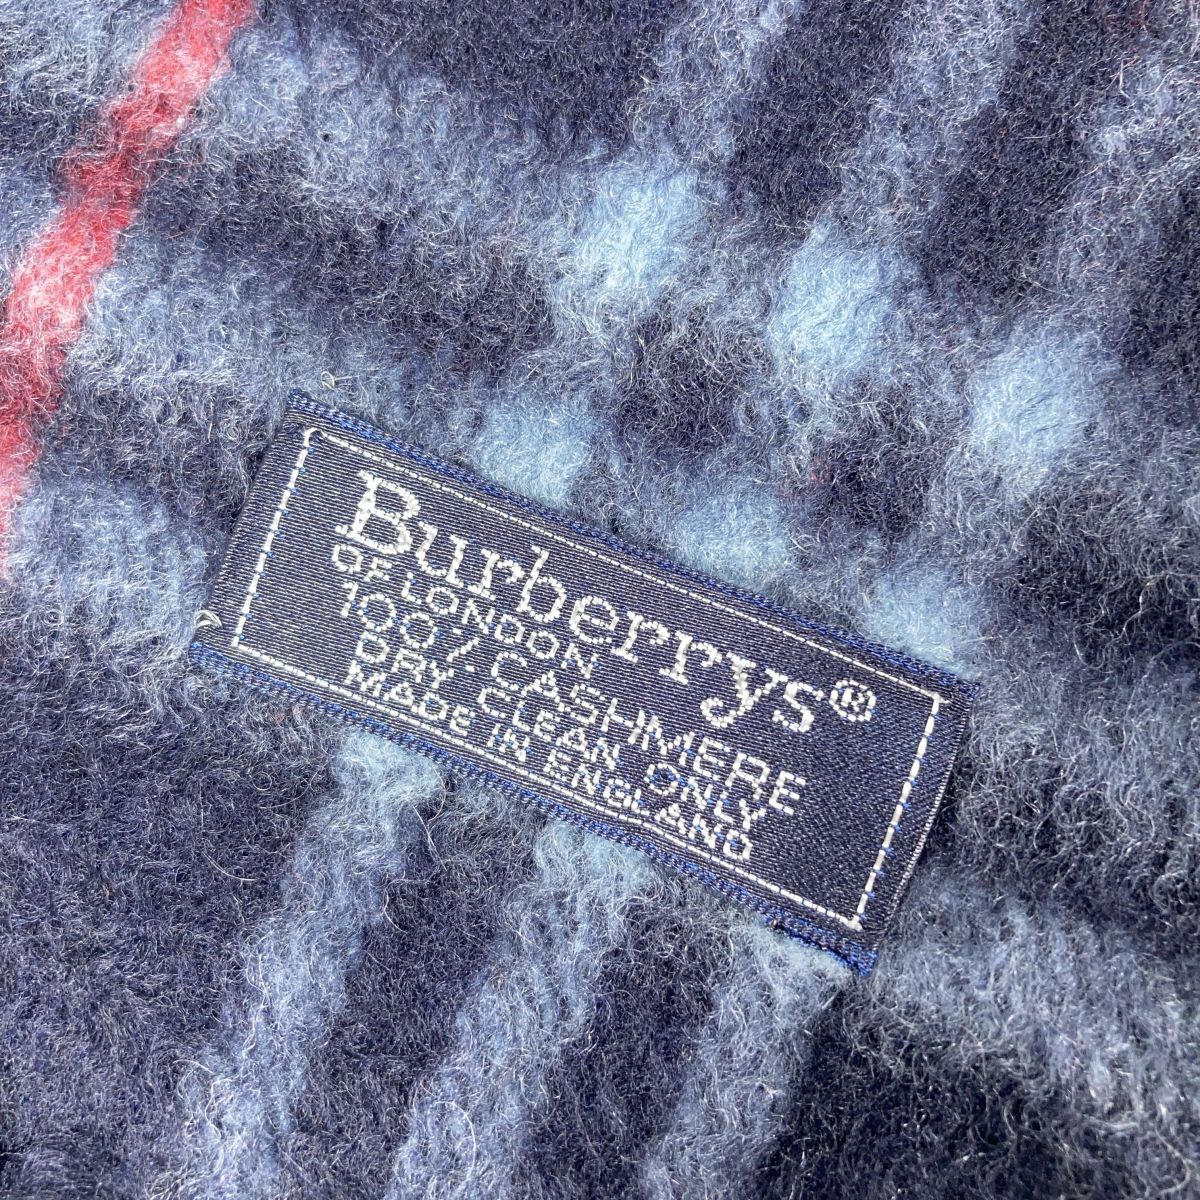 Burberrys®
OF LONDON
100% CASHMERE
DRY CLEAN ONLY
MADE IN ENGLAND